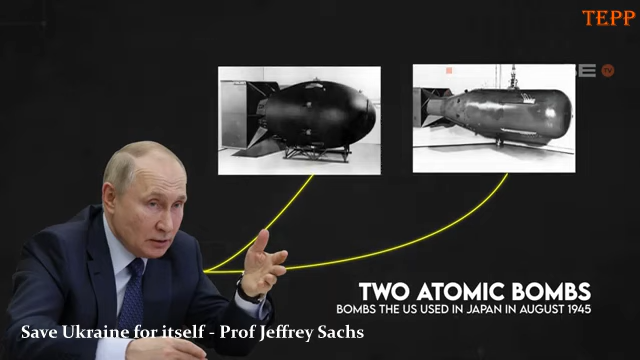 TEPP
TWO ATOMIC BOMBS
BOMBS THE US USED IN JAPAN IN AUGUST 1945
Save Ukraine for itself - Prof Jeffrey Sachs